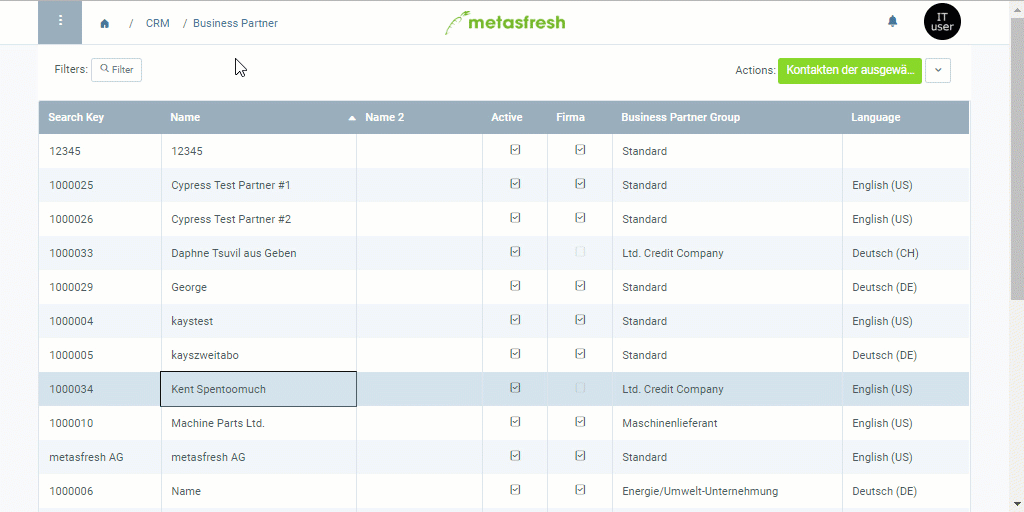 / CRM / Business Partner
metasfresh
IT user
Filters: Filter
Actions: Kontakten der ausgewä...
Search Key Name Name 2 Active Firma Business Partner Group Language
12345 12345 Standard
1000025 Cypress Test Partner #1 Standard English (US)
1000026 Cypress Test Partner #2 Standard English (US)
1000033 Daphne Tsuvil aus Geben Ltd. Credit Company Deutsch (CH)
1000029 George Standard Deutsch (DE)
1000004 kaystest Standard English (US)
1000005 kayszweitabo Standard Deutsch (DE)
1000034 Kent Spentoomuch Ltd. Credit Company English (US)
1000010 Machine Parts Ltd. Maschinenlieferant English (US)
metasfresh AG metasfresh AG Standard English (US)
1000006 Name Energie/Umwelt-Unternehmung Deutsch (DE)